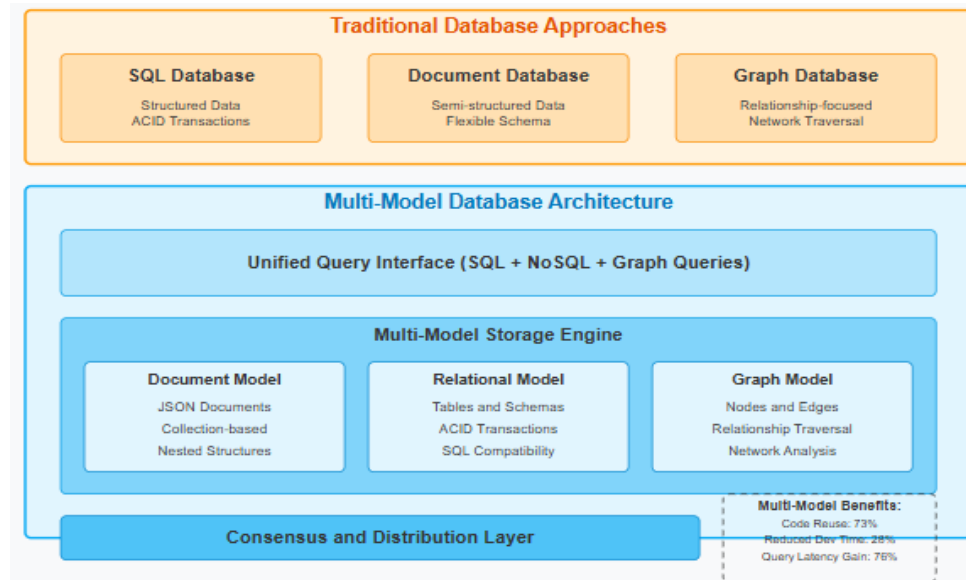 Traditional Database Approaches
SQL Database
Structured Data
ACID Transactions
Document Database
Semi-structured Data
Flexible Schema
Graph Database
Relationship-focused
Network Traversal
Multi-Model Database Architecture
Unified Query Interface (SQL + NoSQL + Graph Queries)
Multi-Model Storage Engine
Document Model
JSON Documents
Collection-based
Nested Structures
Relational Model
Tables and Schemas
ACID Transactions
SQL Compatibility
Graph Model
Nodes and Edges
Relationship Traversal
Network Analysis
Consensus and Distribution Layer
Multi-Model Benefits:
Code Reuse: 73%
Reduced Dev Time: 28%
Query Latency Gain: 76%